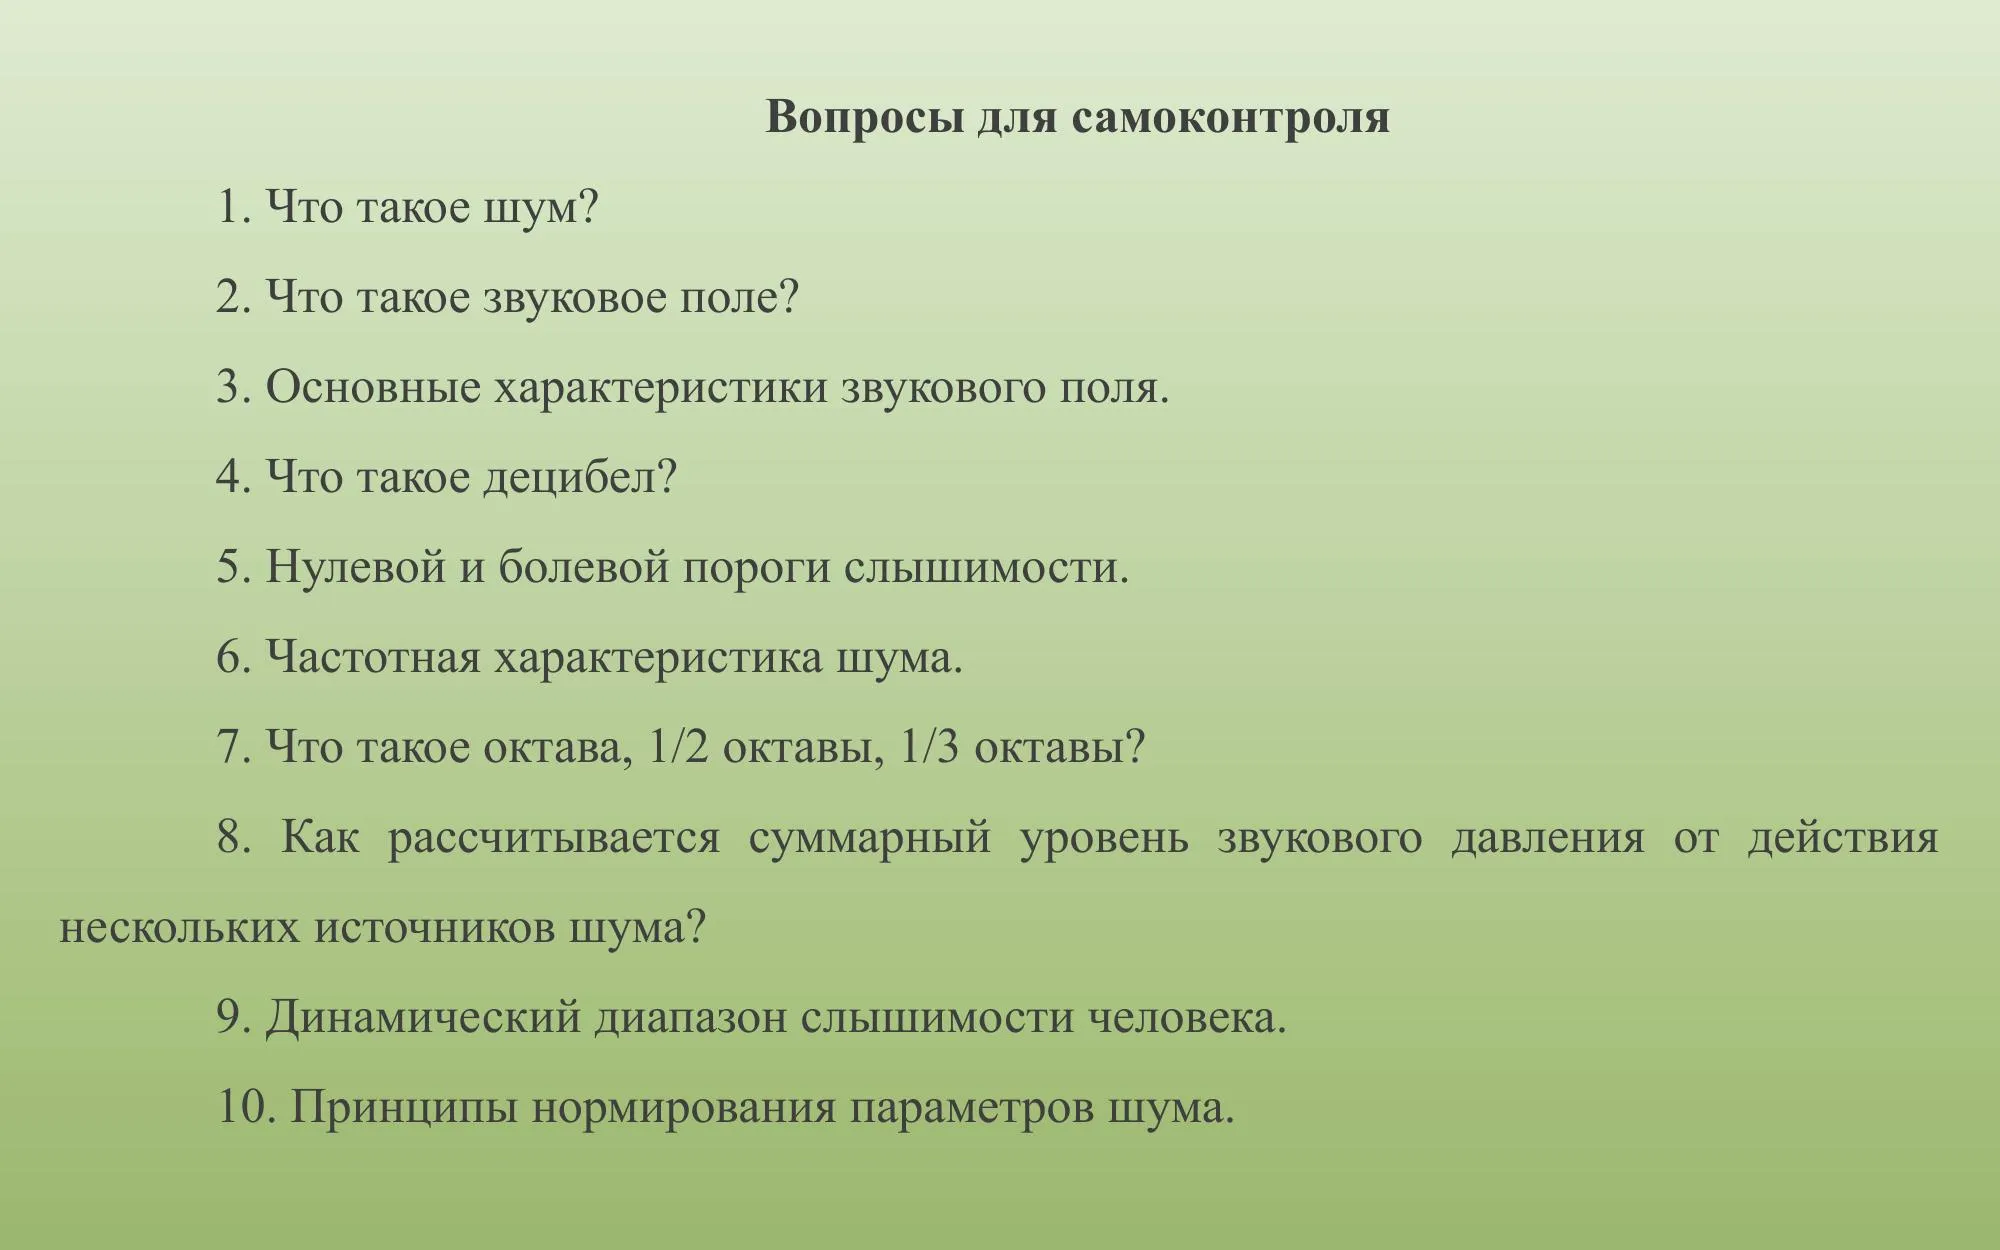 Вопросы для самоконтроля
1. Что такое шум?
2. Что такое звуковое поле?
3. Основные характеристики звукового поля.
4. Что такое децибел?
5. Нулевой и болевой пороги слышимости.
6. Частотная характеристика шума.
7. Что такое октава, 1/2 октавы, 1/3 октавы?
8. Как рассчитывается суммарный уровень звукового давления от действия
нескольких источников шума?
9. Динамический диапазон слышимости человека.
10. Принципы нормирования параметров шума.